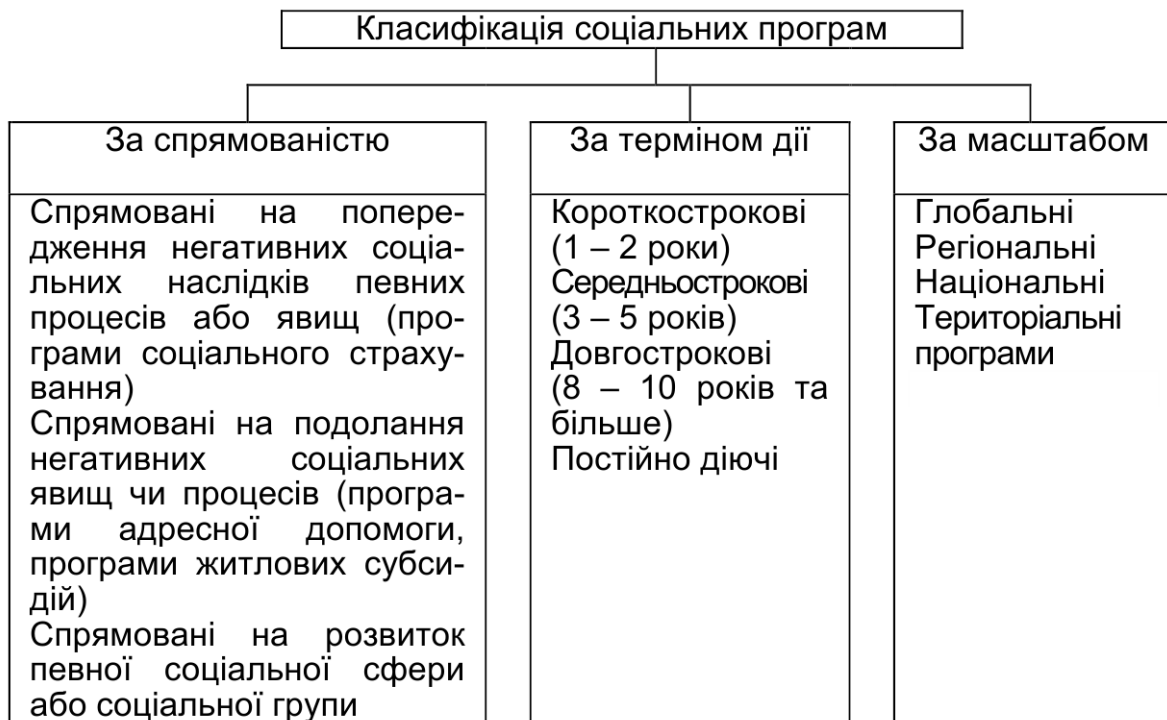 Класифікація соціальних програм
За спрямованістю
Спрямовані на попере-
дження негативних соціа-
льних наслідків певних
процесів або явищ (про-
грами соціального страху-
вання)
Спрямовані на подолання
негативних соціальних
явищ чи процесів (програ-
ми адресної допомоги,
програми житлових субси-
дій)
Спрямовані на розвиток
певної соціальної сфери
або соціальної групи
За терміном дії
Короткострокові
(1 – 2 роки)
Середньострокові
(3 – 5 років)
Довгострокові
(8 – 10 років та
більше)
Постійно діючі
За масштабом
Глобальні
Регіональні
Національні
Територіальні
програми